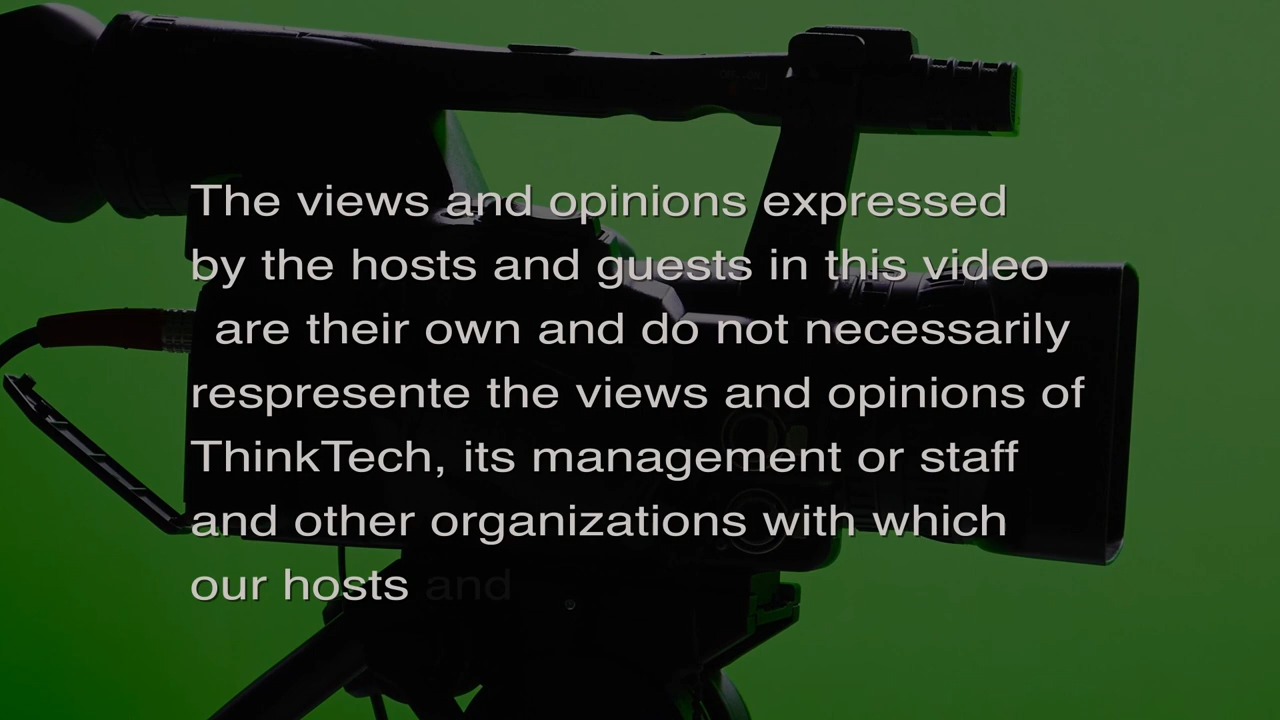 The views and opinions expressed
by the hosts and guests in this video
are their own and do not necessarily
respresente the views and opinions of
ThinkTech, its management or staff
and other organizations with which
our hosts and